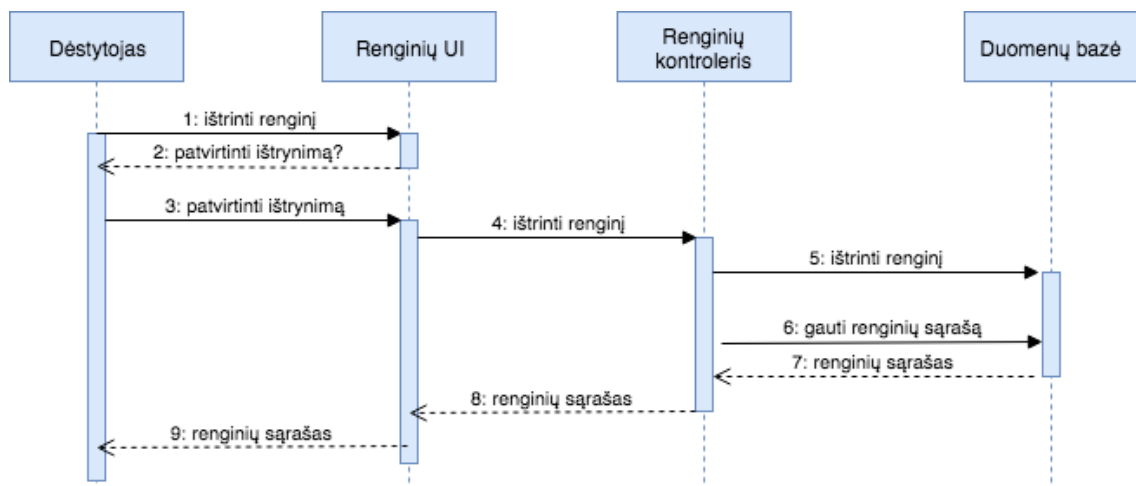 Dėstytojas
Renginių UI
Renginių
kontroleris
Duomenų bazė
1: ištrinti renginį
2: patvirtinti ištrynimą?
3: patvirtinti ištrynimą
4: ištrinti renginį
5: ištrinti renginį
6: gauti renginių sąrašą
7: renginių sąrašas
8: renginių sąrašas
9: renginių sąrašas